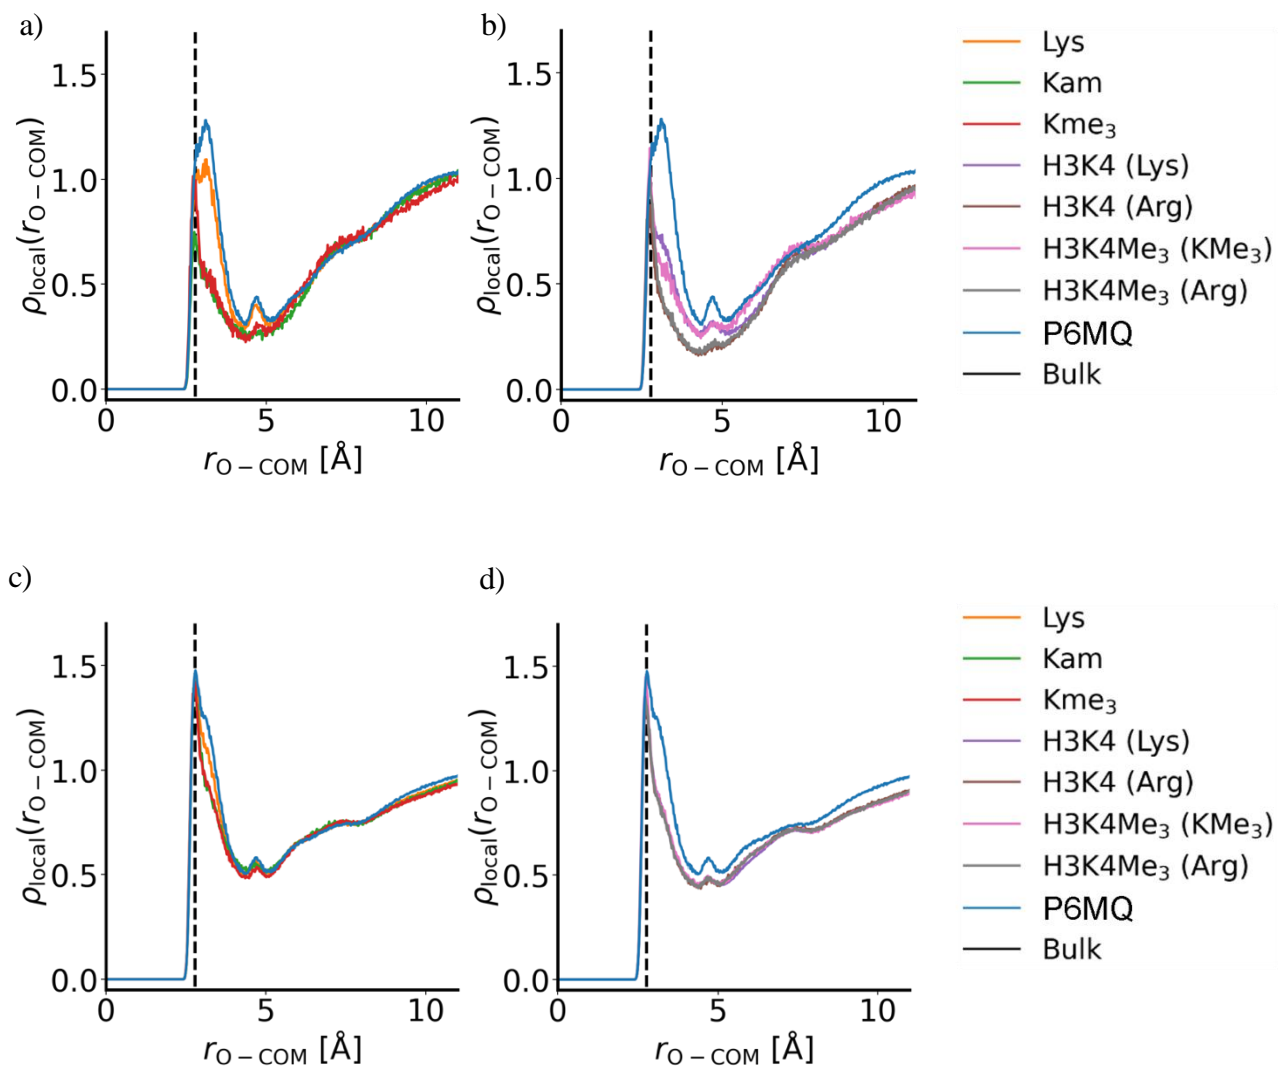 a)
1.5
1.0
0.5
0.0
0
5
10
ρlocal(rO − COM)
rO − COM [Å]
b)
1.5
1.0
0.5
0.0
0
5
10
ρlocal(rO − COM)
rO − COM [Å]
Lys
Kam
Kme₃
H3K4 (Lys)
H3K4 (Arg)
H3K4Me₃ (KMe₃)
H3K4Me₃ (Arg)
P6MQ
Bulk
c)
1.5
1.0
0.5
0.0
0
5
10
ρlocal(rO − COM)
rO − COM [Å]
d)
1.5
1.0
0.5
0.0
0
5
10
ρlocal(rO − COM)
rO − COM [Å]
Lys
Kam
Kme₃
H3K4 (Lys)
H3K4 (Arg)
H3K4Me₃ (KMe₃)
H3K4Me₃ (Arg)
P6MQ
Bulk